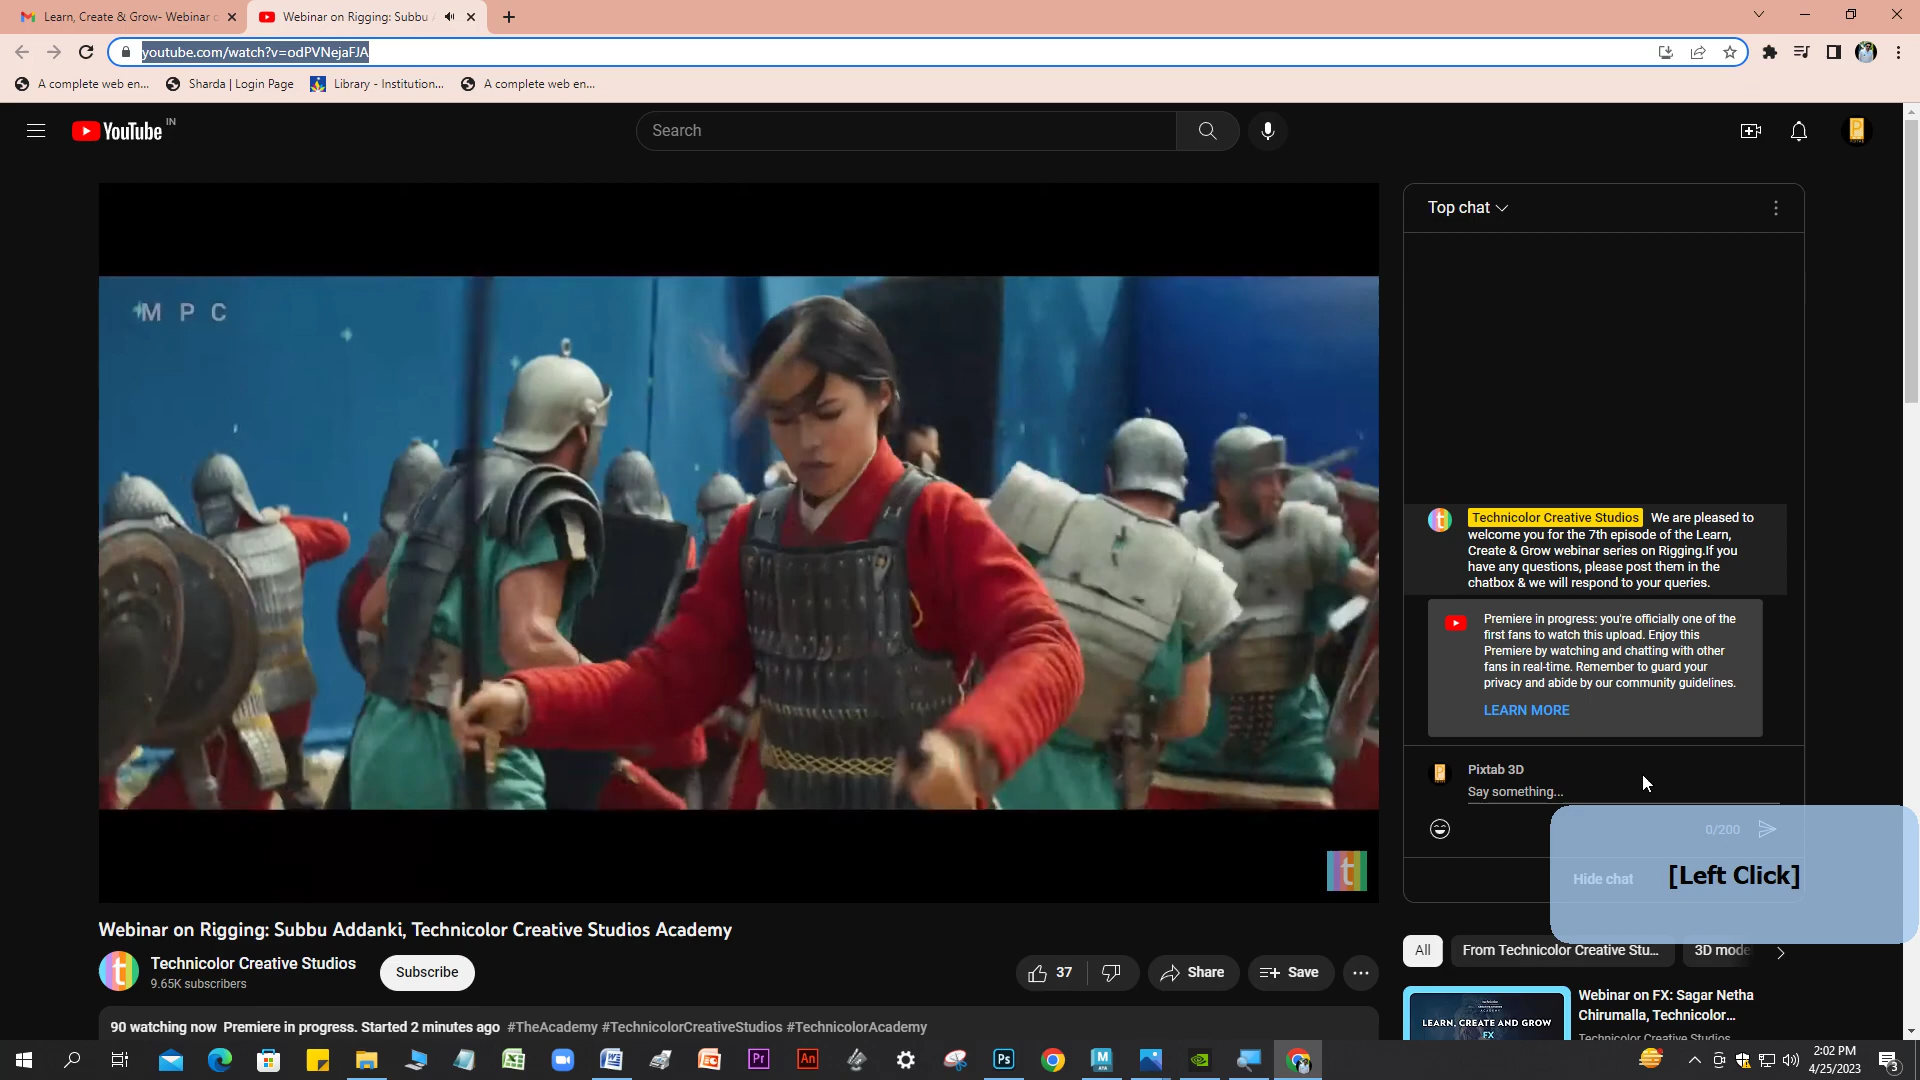 Learn, Create & Grow- Webinar
Webinar on Rigging: Subbu
youtube.com/watch?v=odPVNejaFJA
A complete web en...
Sharda | Login Page
Library - Institution...
A complete web en...
YouTube IN
Search
Top chat
M P C
Technicolor Creative Studios We are pleased to
welcome you for the 7th episode of the Learn,
Create & Grow webinar series on Rigging.If you
have any questions, please post them in the
chatbox & we will respond to your queries.
Premiere in progress: you're officially one of the
first fans to watch this upload. Enjoy this
Premiere by watching and chatting with other
fans in real-time. Remember to guard your
privacy and abide by our community guidelines.
LEARN MORE
Pixtab 3D
Say something...
0/200
Hide chat
[Left Click]
t
Webinar on Rigging: Subbu Addanki, Technicolor Creative Studios Academy
Technicolor Creative Studios
9.65K subscribers
Subscribe
37
Share
Save
90 watching now Premiere in progress. Started 2 minutes ago #TheAcademy #TechnicolorCreativeStudios #TechnicolorAcademy
All
From Technicolor Creative Stu...
3D mode
LEARN, CREATE AND GROW
FX
Webinar on FX: Sagar Netha
Chirumalla, Technicolor...
Technicolor Creative Studios
Pr
An
Ps
M
2:02 PM
4/25/2023
3